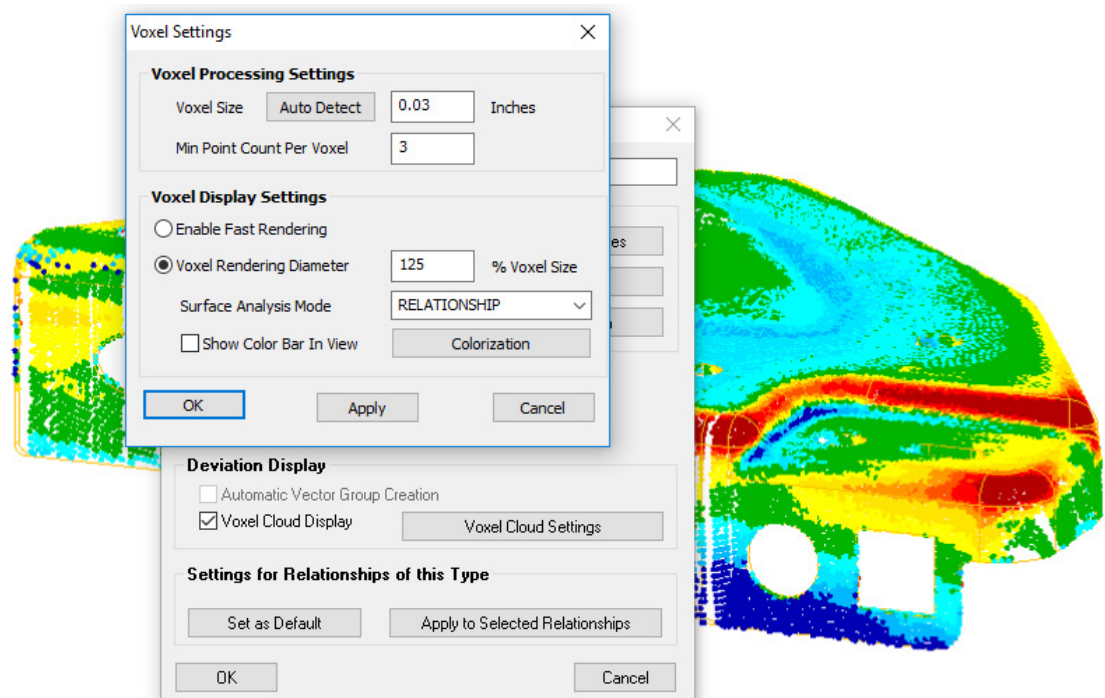 Voxel Settings
Voxel Processing Settings
Voxel Size Auto Detect 0.03 Inches
Min Point Count Per Voxel 3
Voxel Display Settings
Enable Fast Rendering
Voxel Rendering Diameter 125 % Voxel Size
Surface Analysis Mode RELATIONSHIP
Show Color Bar In View Colorization
OK Apply Cancel
Deviation Display
Automatic Vector Group Creation
Voxel Cloud Display Voxel Cloud Settings
Settings for Relationships of this Type
Set as Default Apply to Selected Relationships
OK Cancel